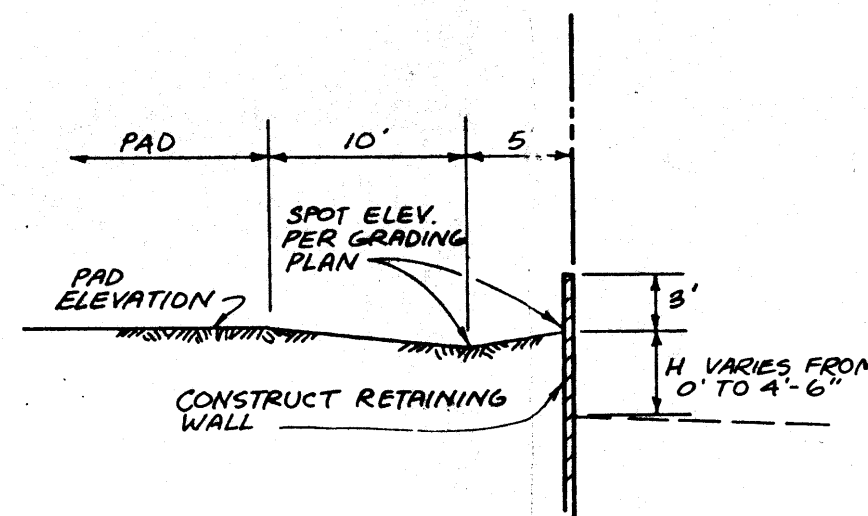 PAD
10'
5
SPOT ELEV.
PER GRADING
PLAN
PAD
ELEVATION
3'
H VARIES FROM
0' TO 4'-6"
CONSTRUCT RETAINING
WALL